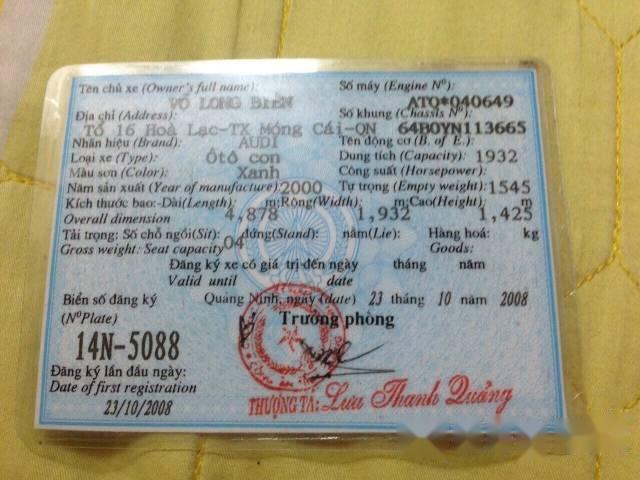 Tên chủ xe (Owner's full name): VÕ LONG BIÊN
Số máy (Engine Nº): ATQ*040649
Địa chỉ (Address): Tổ 16 Hoà Lạc-TX Móng Cái-QN
Số khung (Chassis Nº): 64B0YN113665
Nhãn hiệu (Brand): AUDI
Tên động cơ (B. of E.):
Loại xe (Type): Ôtô con
Dung tích (Capacity): 1932
Màu sơn (Color): Xanh
Công suất (Horsepower):
Năm sản xuất (Year of manufacture) 2000
Tự trọng (Empty weight): 1545
Kích thước bao:-Dài(Length): m:Rộng(Width): m:Cao(Height): m
Overall dimension 4,878 1,932 1,425
Tải trọng: Số chỗ ngồi(Sit): đứng(Stand): nằm(Lie): Hàng hoá: kg
Gross weight: Seat capacity 04 Goods:
Đăng ký xe có giá trị đến ngày tháng năm
Valid until date
Biển số đăng ký
(NºPlate)
14N-5088
Quảng Ninh, ngày (date) 23 tháng 10 năm 2008
Trưởng phòng
Đăng ký lần đầu ngày:
Date of first registration
23/10/2008
THƯỢNG TÁ: Lưu Thanh Quảng